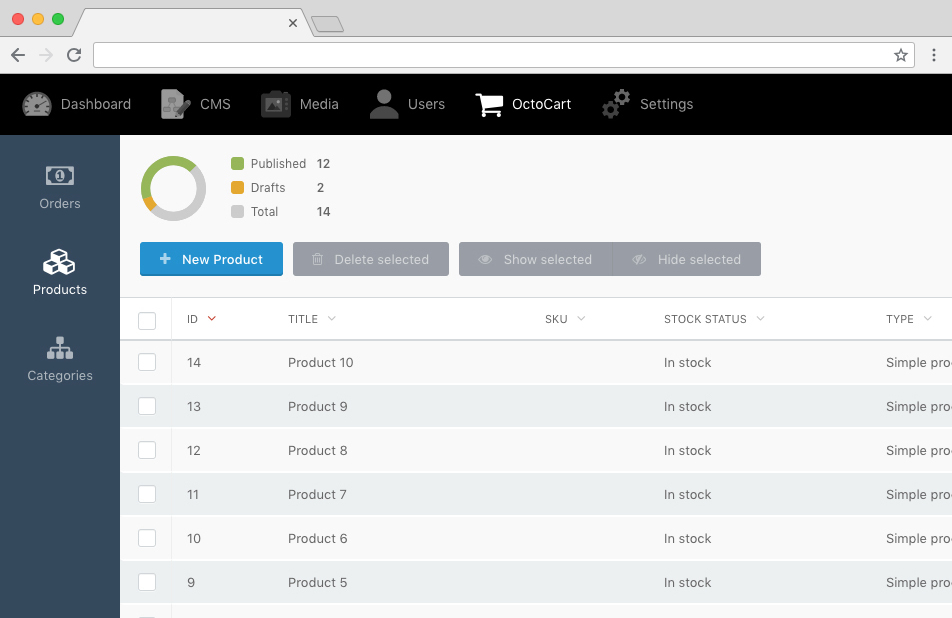 Dashboard CMS Media Users OctoCart Settings
Orders
Products
Categories
Published 12
Drafts 2
Total 14
New Product Delete selected Show selected Hide selected
ID TITLE SKU STOCK STATUS TYPE
14 Product 10 In stock Simple pro
13 Product 9 In stock Simple pro
12 Product 8 In stock Simple pro
11 Product 7 In stock Simple pro
10 Product 6 In stock Simple pro
9 Product 5 In stock Simple pro